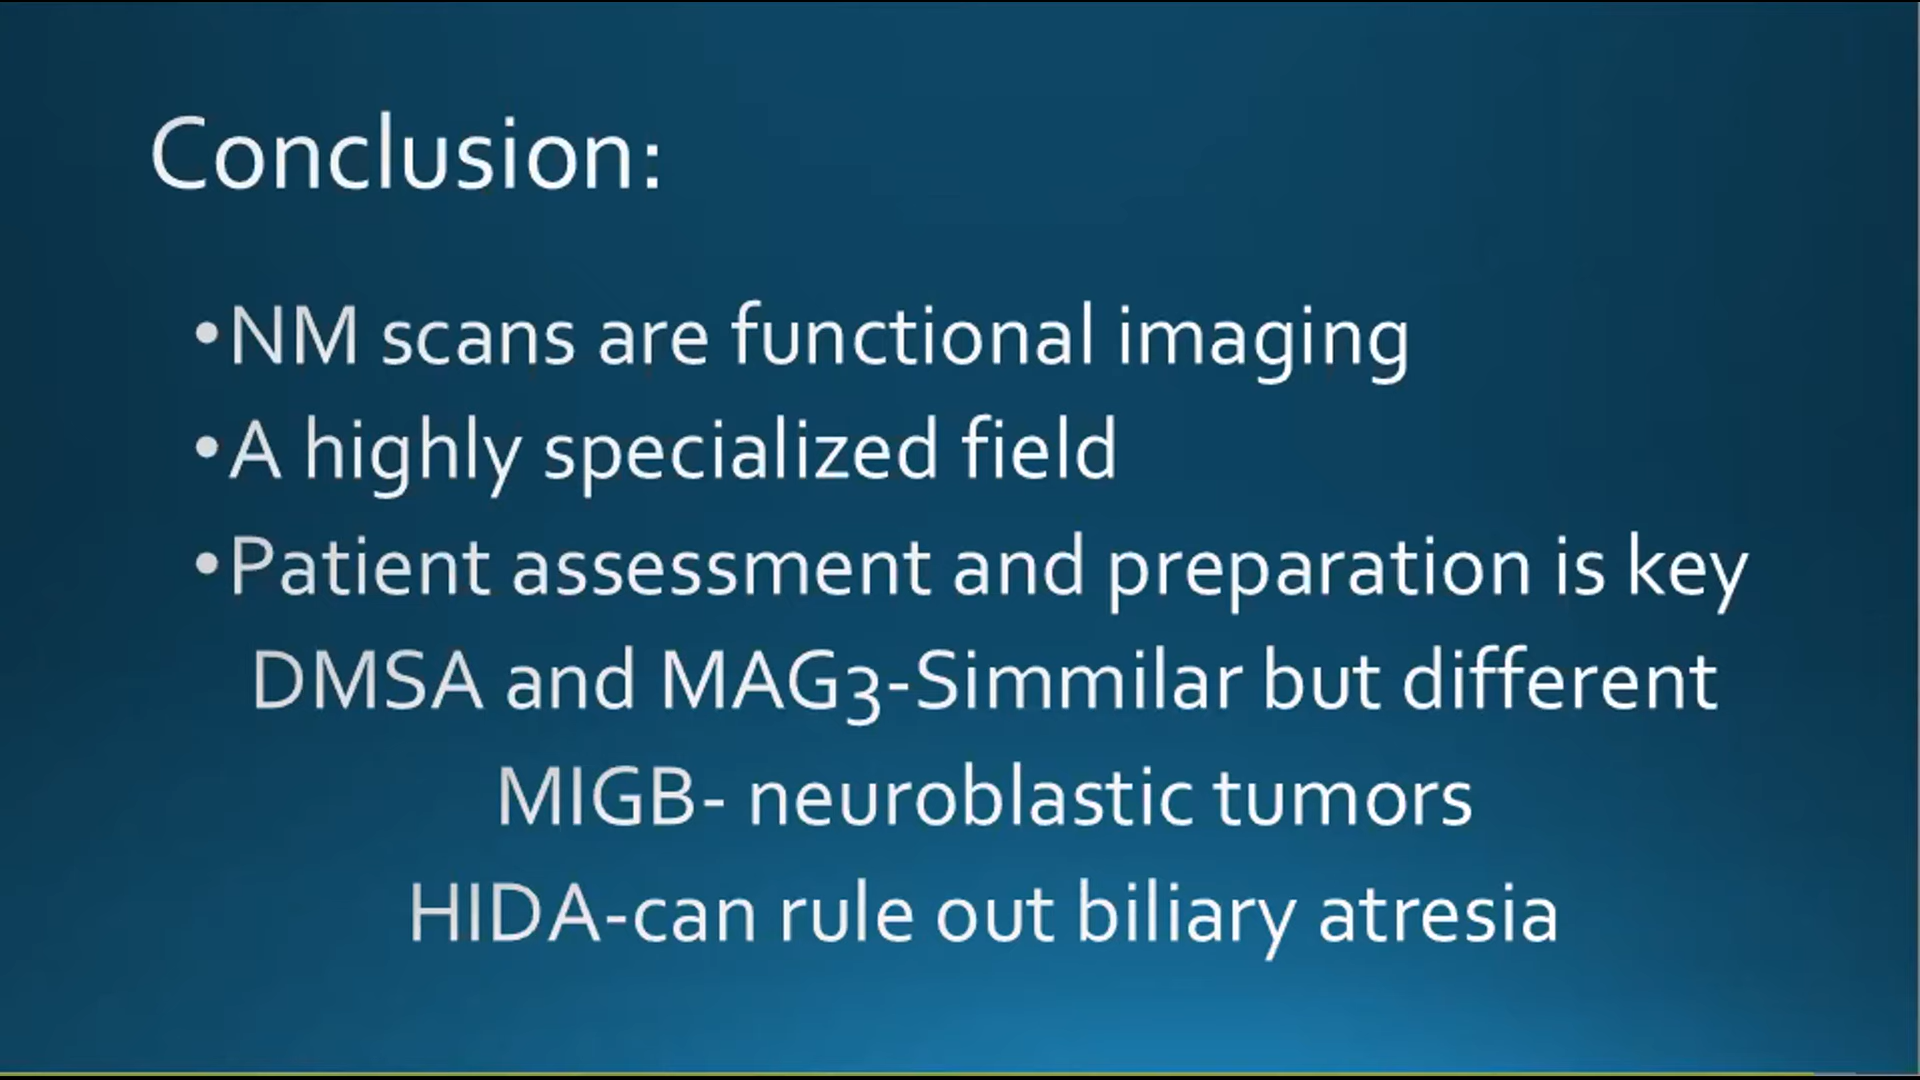 Conclusion:
•NM scans are functional imaging
•A highly specialized field
•Patient assessment and preparation is key
DMSA and MAG3-Simmilar but different
MIGB- neuroblastic tumors
HIDA-can rule out biliary atresia